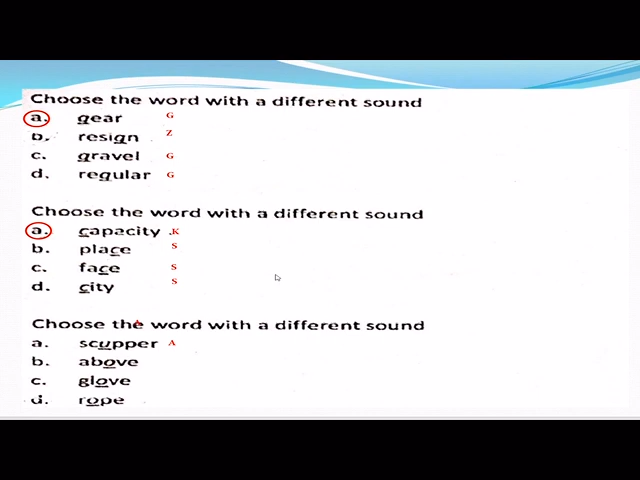 Choose the word with a different sound
a. gear G
b. resign Z
c. gravel G
d. regular G
Choose the word with a different sound
a. capacity .K
b. place S
c. face S
d. city S
Choose the word with a different sound
a. scupper A
b. above
c. glove
d. rope